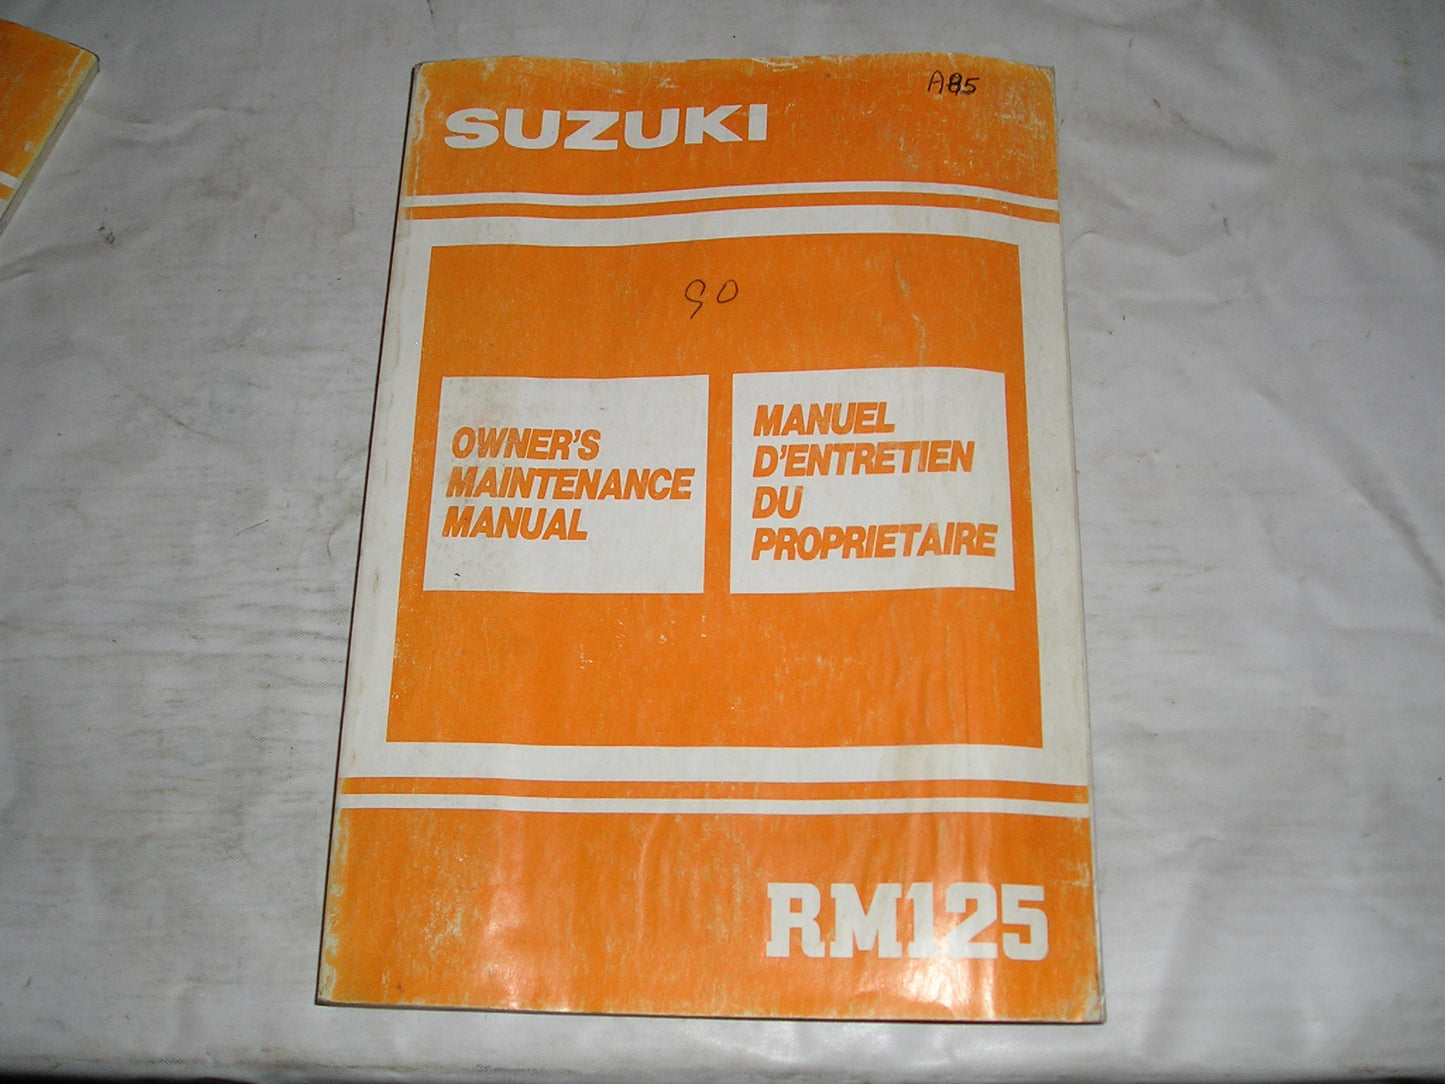 SUZUKI
A85
90
OWNER'S
MAINTENANCE
MANUAL
MANUEL
D'ENTRETIEN
DU
PROPRIETAIRE
RM125